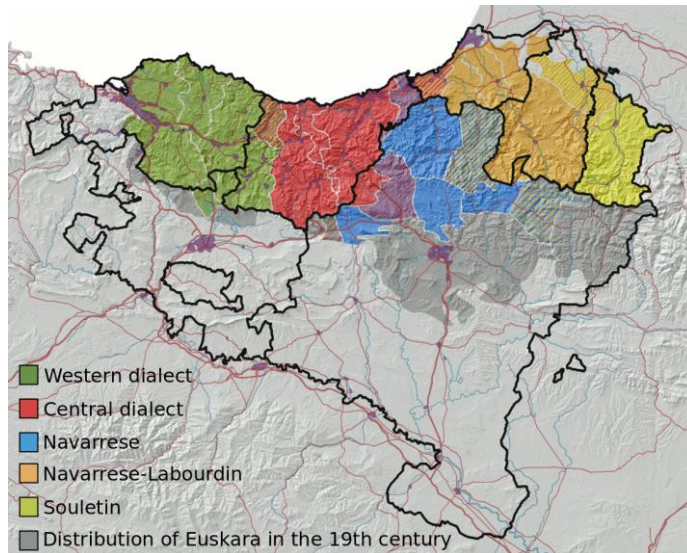 Western dialect
Central dialect
Navarrese
Navarrese-Labourdin
Souletin
Distribution of Euskara in the 19th century